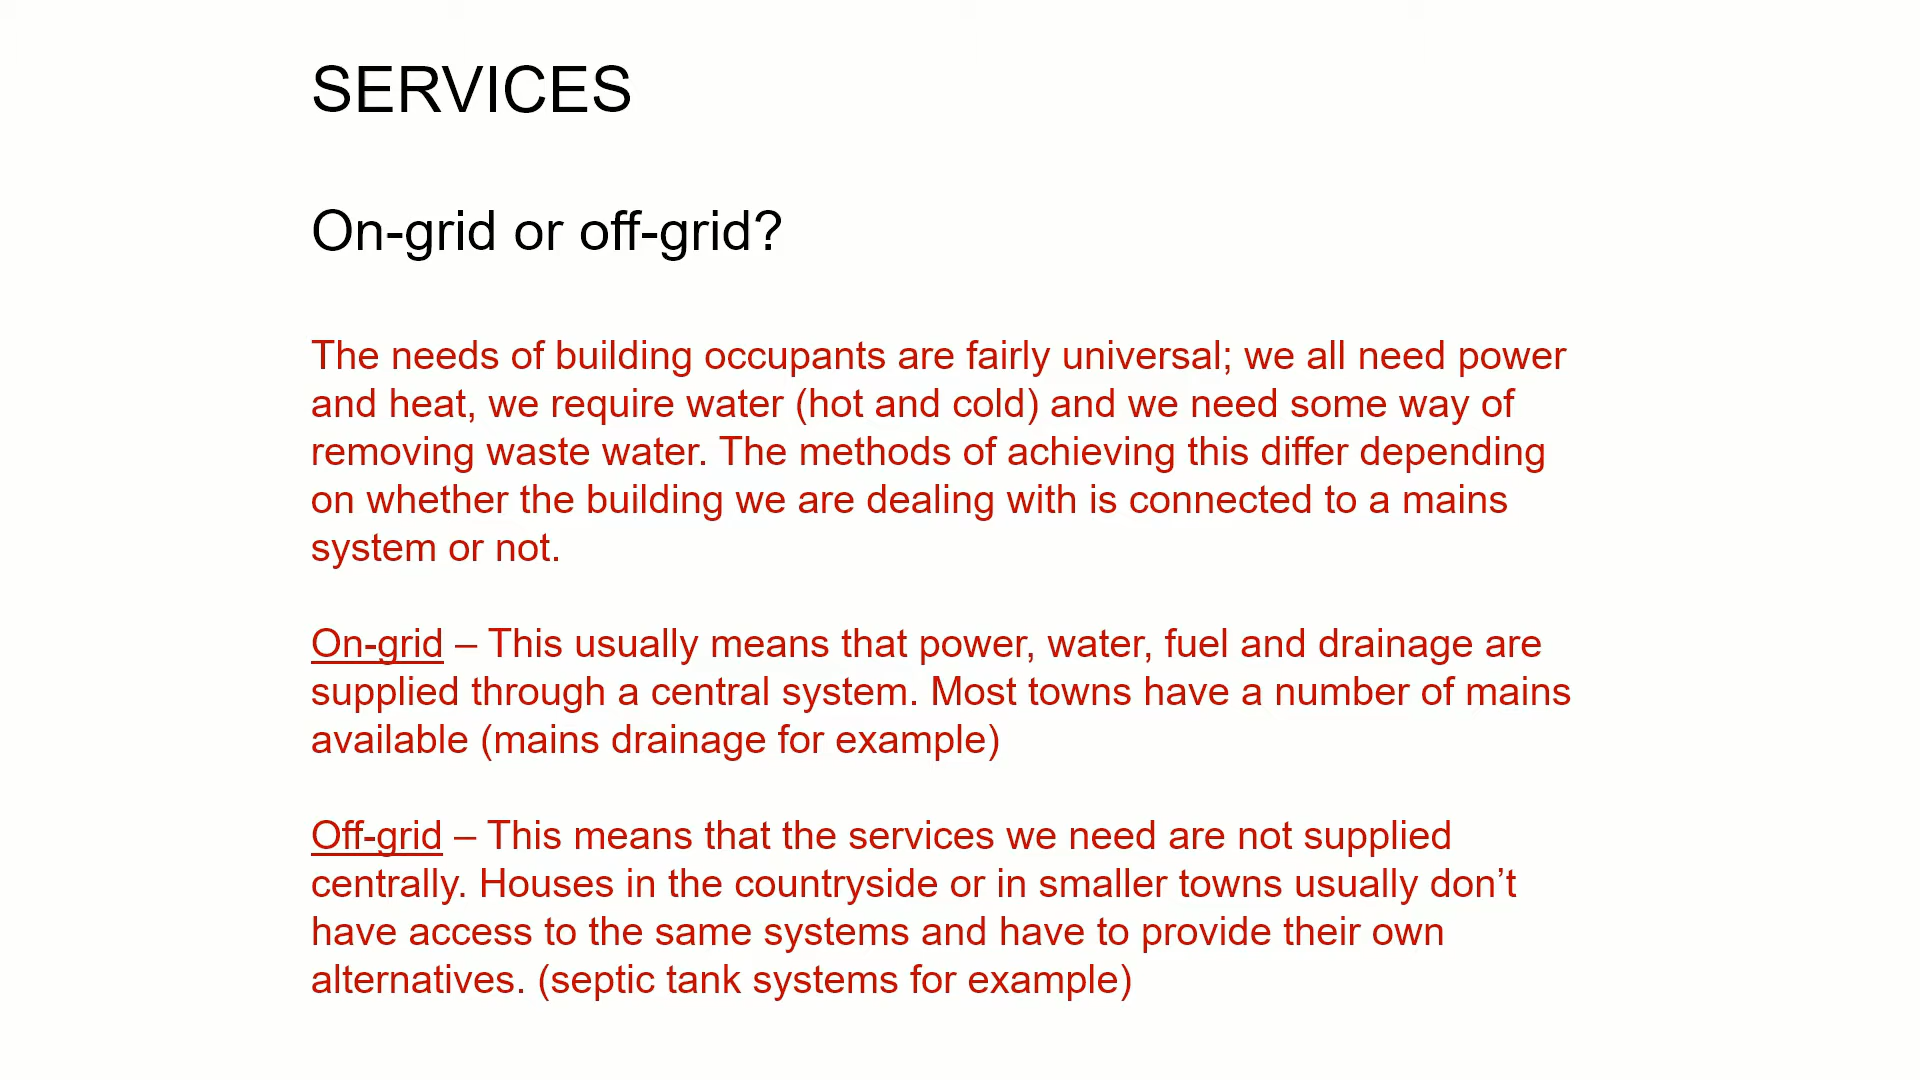 SERVICES
On-grid or off-grid?
The needs of building occupants are fairly universal; we all need power
and heat, we require water (hot and cold) and we need some way of
removing waste water. The methods of achieving this differ depending
on whether the building we are dealing with is connected to a mains
system or not.
On-grid – This usually means that power, water, fuel and drainage are
supplied through a central system. Most towns have a number of mains
available (mains drainage for example)
Off-grid – This means that the services we need are not supplied
centrally. Houses in the countryside or in smaller towns usually don’t
have access to the same systems and have to provide their own
alternatives. (septic tank systems for example)